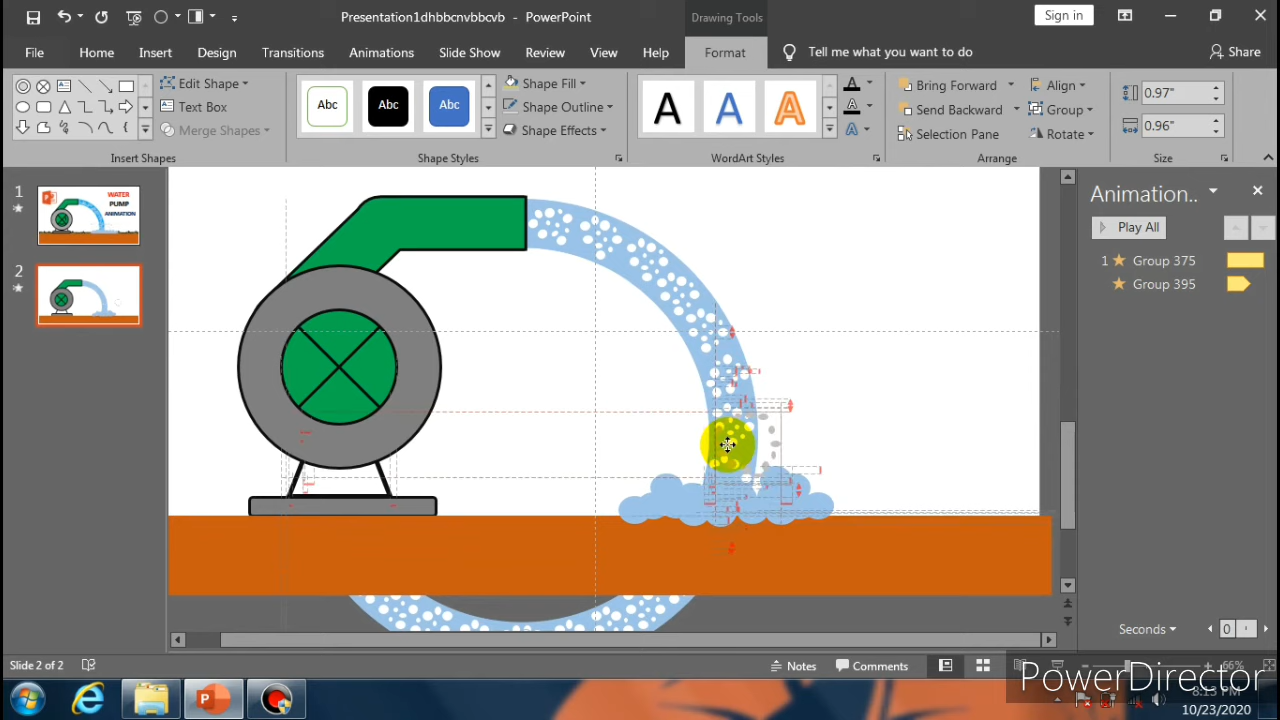 Presentation1dhbbcnvbbcvb - PowerPoint
Drawing Tools
Sign in
File Home Insert Design Transitions Animations Slide Show Review View Help Format Tell me what you want to do Share
Edit Shape
Text Box
Merge Shapes
Insert Shapes
Abc Abc Abc
Shape Fill
Shape Outline
Shape Effects
Shape Styles
A A A
A
A
A
WordArt Styles
Bring Forward
Send Backward
Selection Pane
Align
Group
Rotate
Arrange
0.97"
0.96"
Size
1
WATER
PUMP
ANIMATION
2
Animation..
Play All
1 Group 375
Group 395
Seconds 0
Slide 2 of 2
Notes
Comments
66%
PowerDirector
8:13 PM
10/23/2020